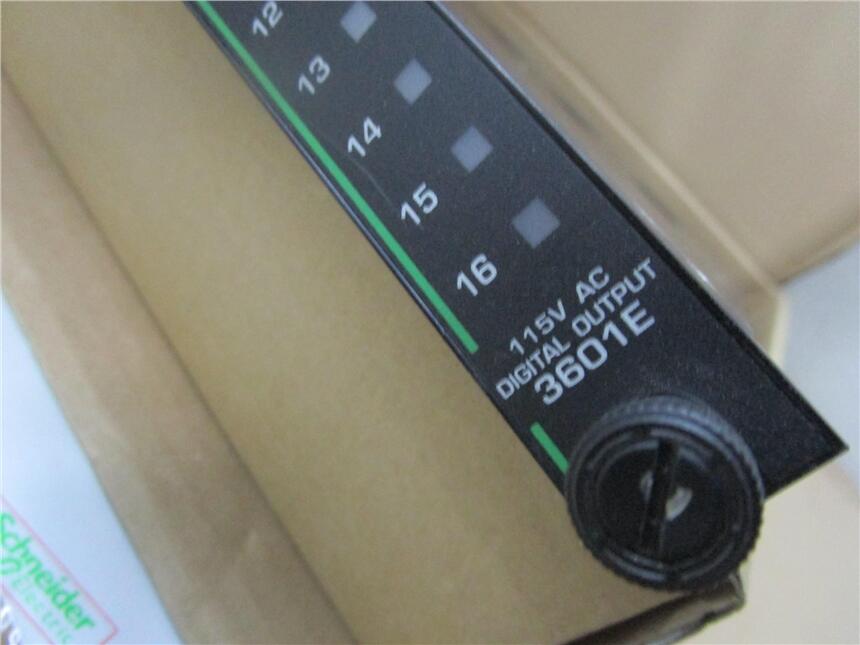 12
13
14
15
16
115V AC
DIGITAL OUTPUT
3601E
Schneider
Electric